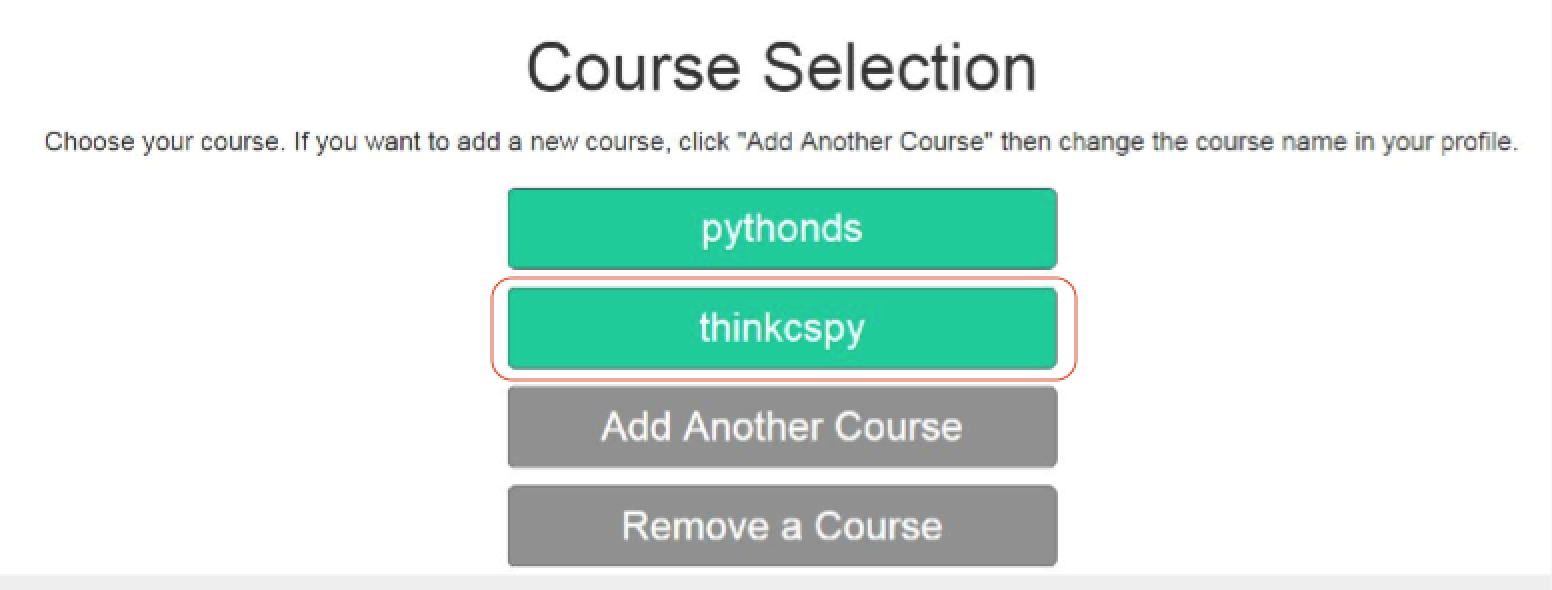 Course Selection
Choose your course. If you want to add a new course, click "Add Another Course" then change the course name in your profile.
pythonds
thinkcspy
Add Another Course
Remove a Course